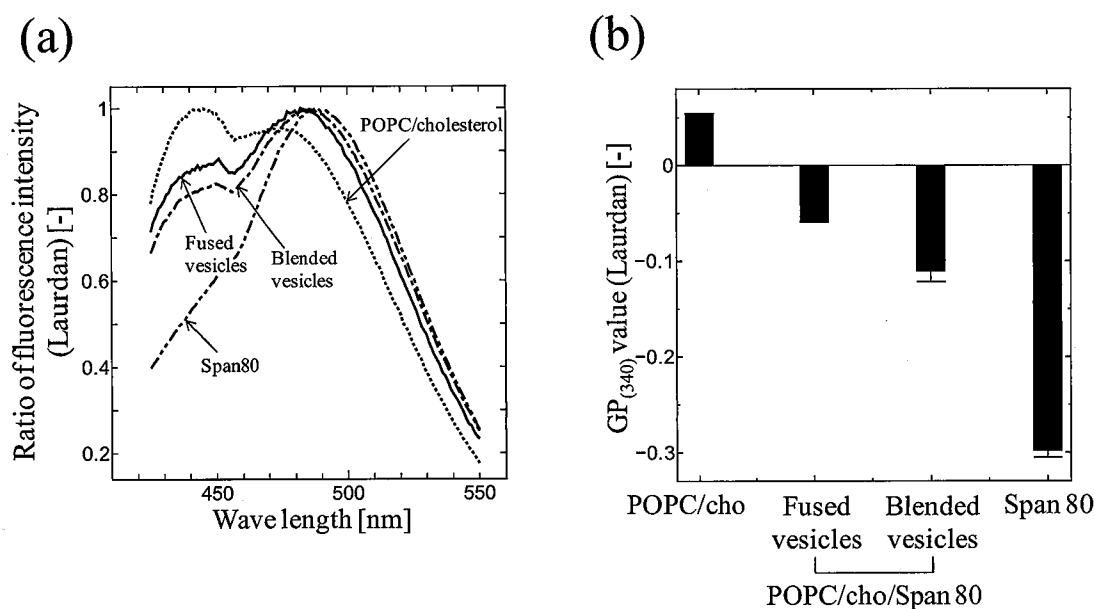 (a)
Ratio of fluorescence intensity
(Laurdan) [-]
1
0.8
0.6
0.4
0.2
450
500
550
Wave length [nm]
POPC/cholesterol
Fused
vesicles
Blended
vesicles
Span80
(b)
GP(340) value (Laurdan) [-]
0
−0.1
−0.2
−0.3
POPC/cho
Fused
vesicles
Blended
vesicles
Span 80
POPC/cho/Span 80